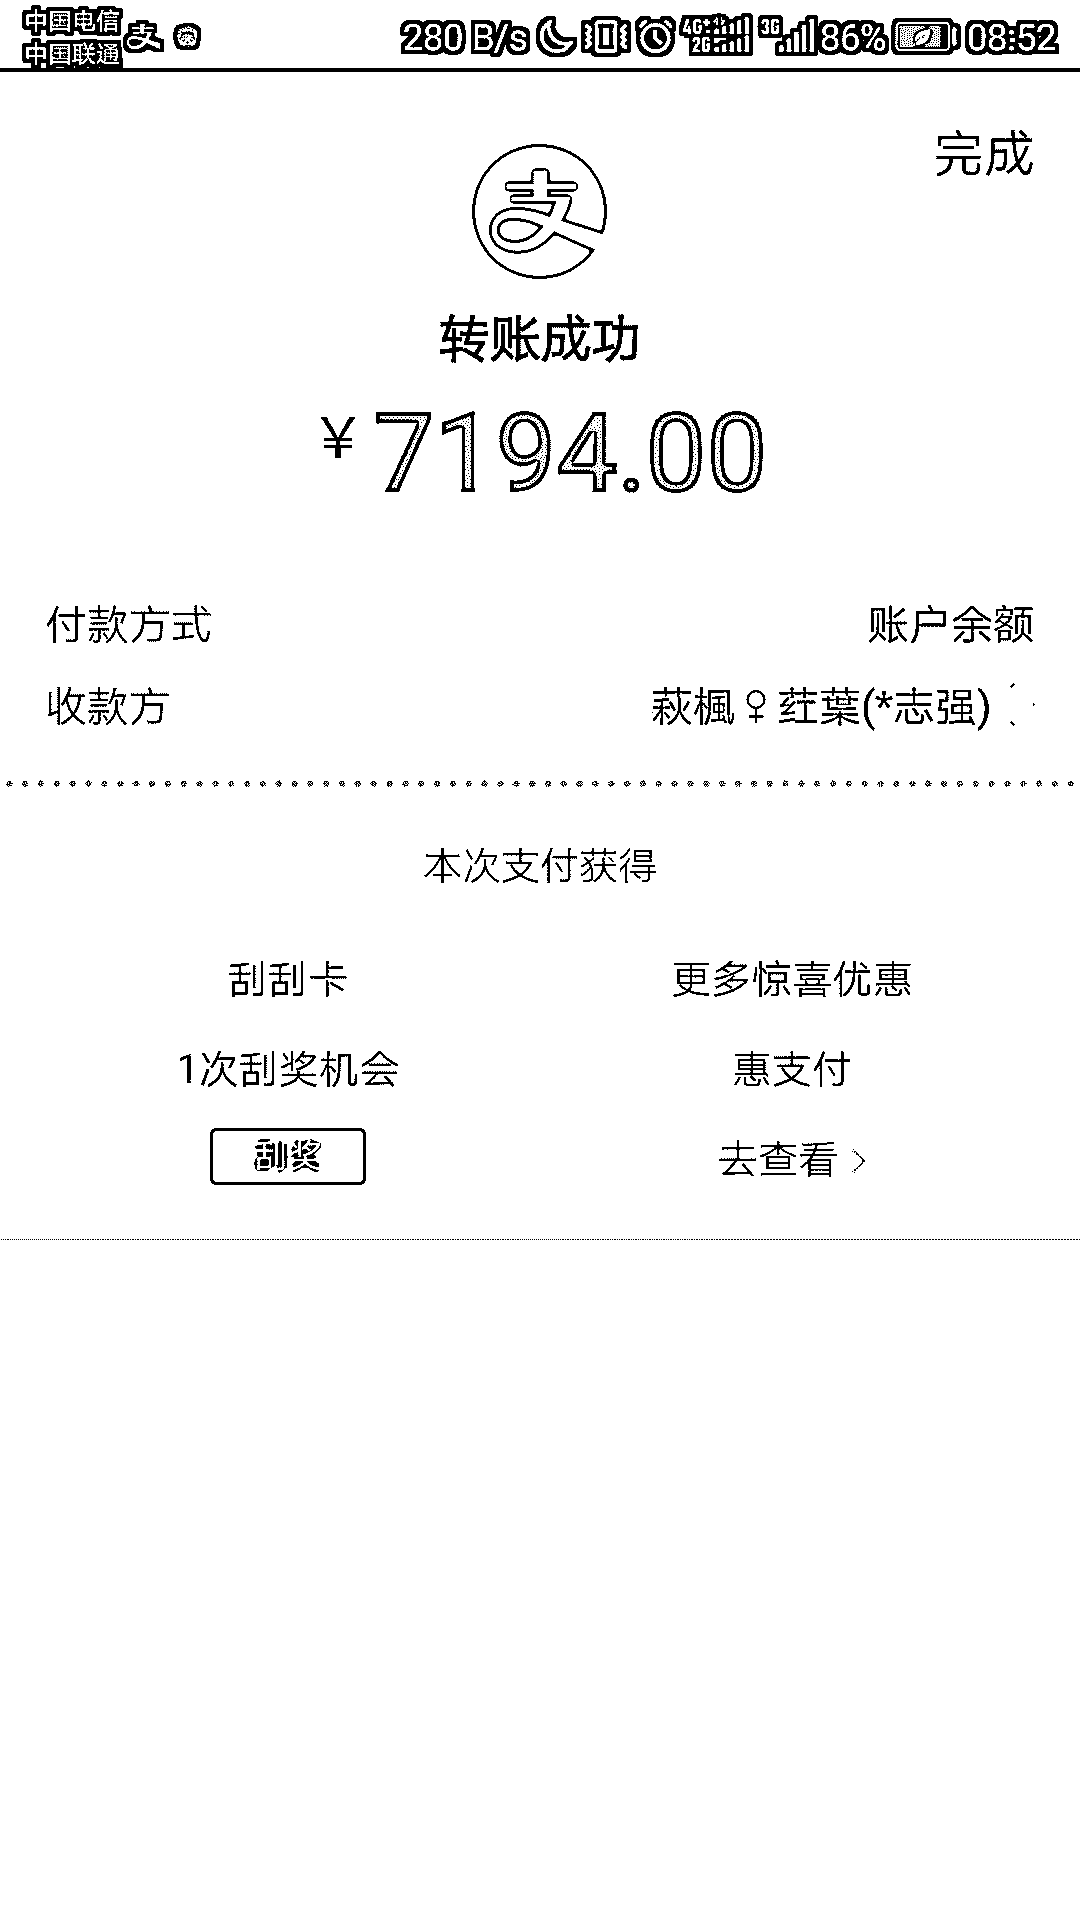 中国电信
中国联通
280 B/s 4G+ 2G 3G 86% 08:52
完成
支
转账成功
¥7194.00
付款方式 账户余额
收款方 萩楓♀荭葉(*志强)
本次支付获得
刮刮卡 更多惊喜优惠
1次刮奖机会 惠支付
刮奖 去查看 >